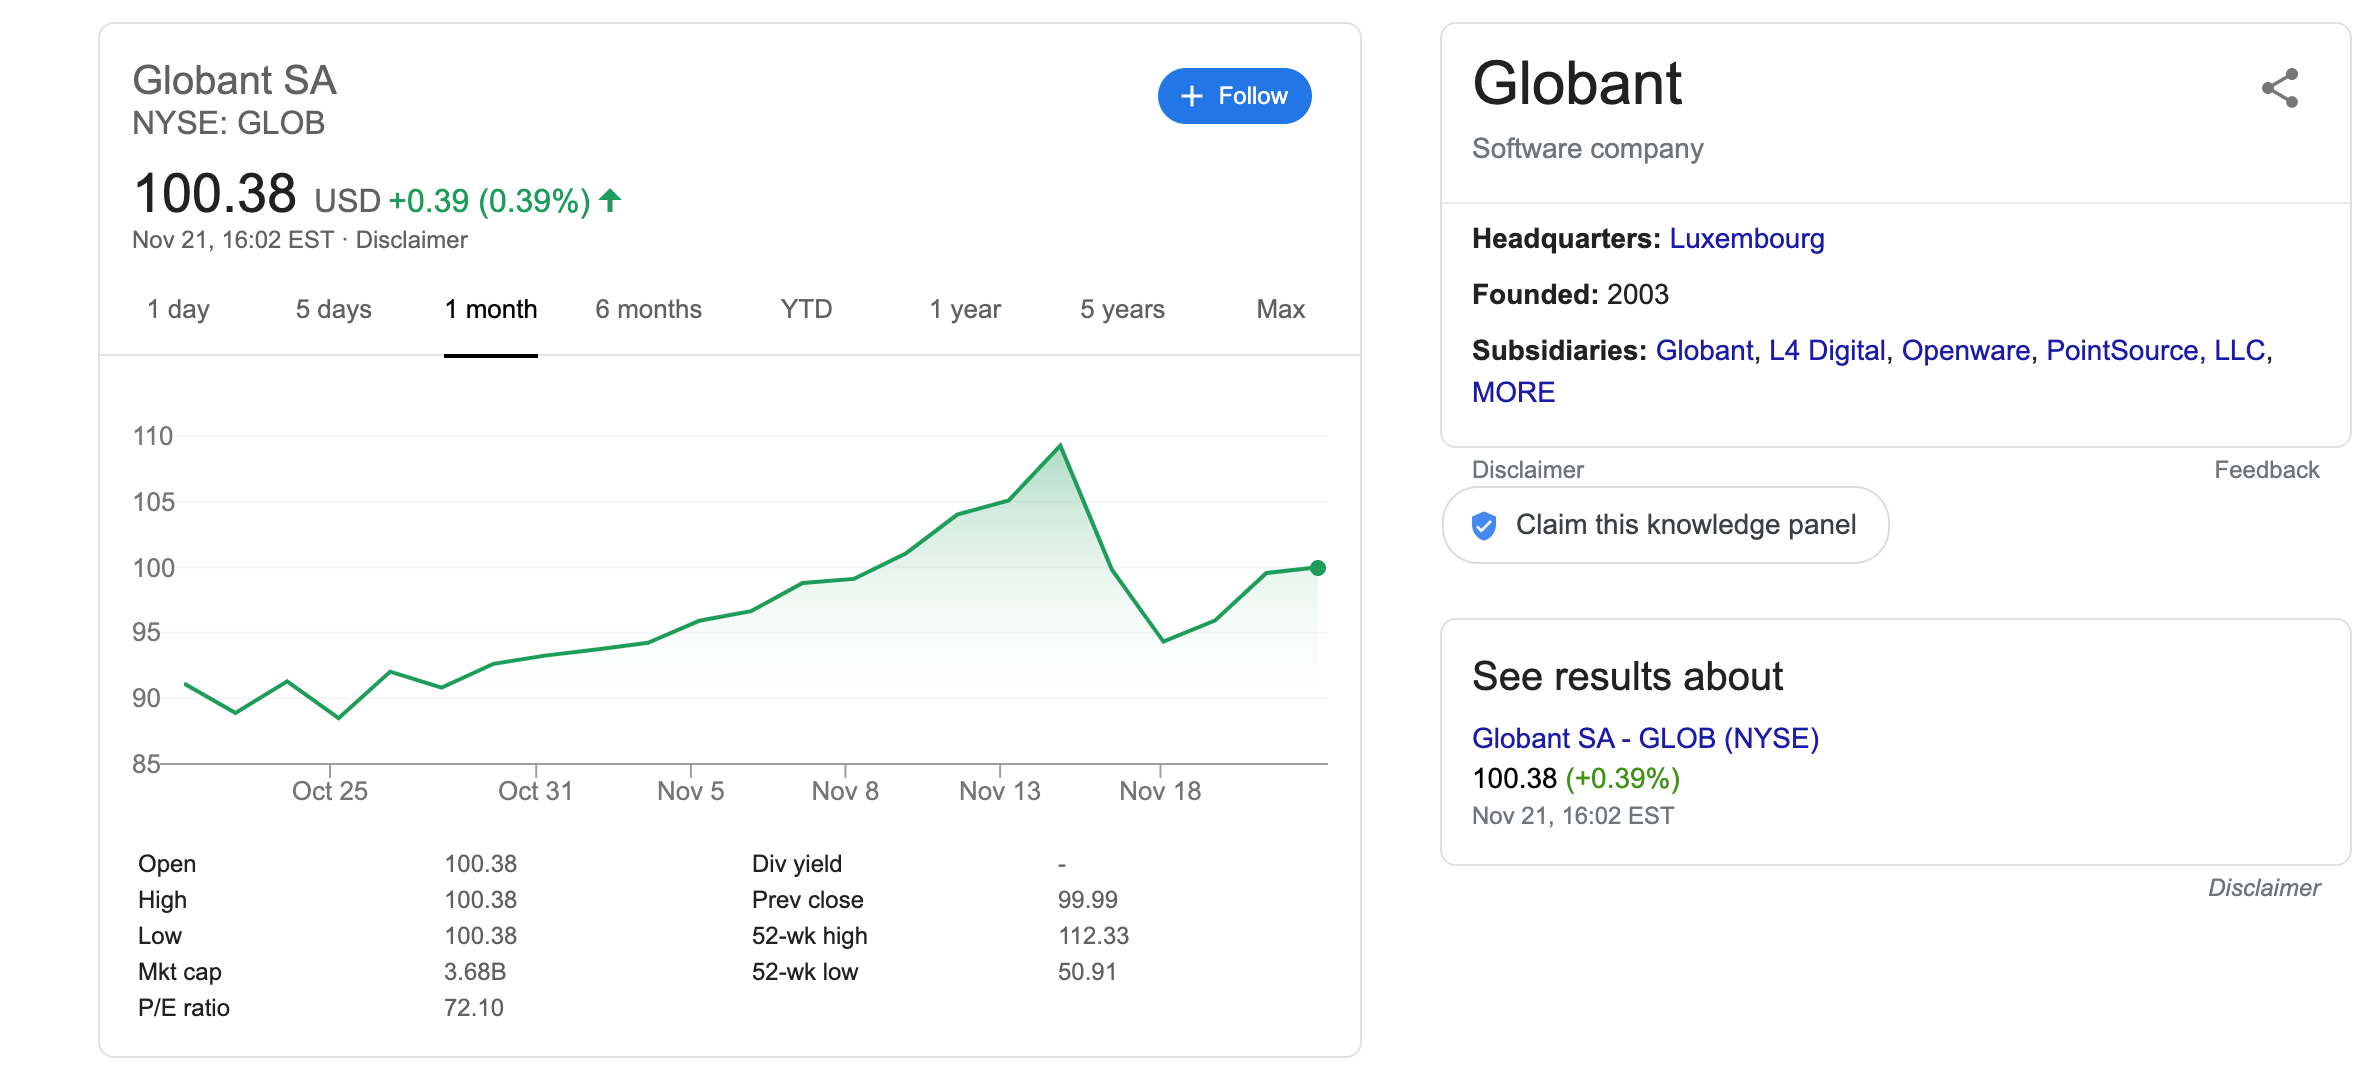 Globant SA
NYSE: GLOB
+ Follow
100.38 USD +0.39 (0.39%)
Nov 21, 16:02 EST · Disclaimer
1 day 5 days 1 month 6 months YTD 1 year 5 years Max
110
105
100
95
90
85
Oct 25 Oct 31 Nov 5 Nov 8 Nov 13 Nov 18
Open 100.38 Div yield -
High 100.38 Prev close 99.99
Low 100.38 52-wk high 112.33
Mkt cap 3.68B 52-wk low 50.91
P/E ratio 72.10
Globant
Software company
Headquarters: Luxembourg
Founded: 2003
Subsidiaries: Globant, L4 Digital, Openware, PointSource, LLC,
MORE
Disclaimer Feedback
Claim this knowledge panel
See results about
Globant SA - GLOB (NYSE)
100.38 (+0.39%)
Nov 21, 16:02 EST
Disclaimer